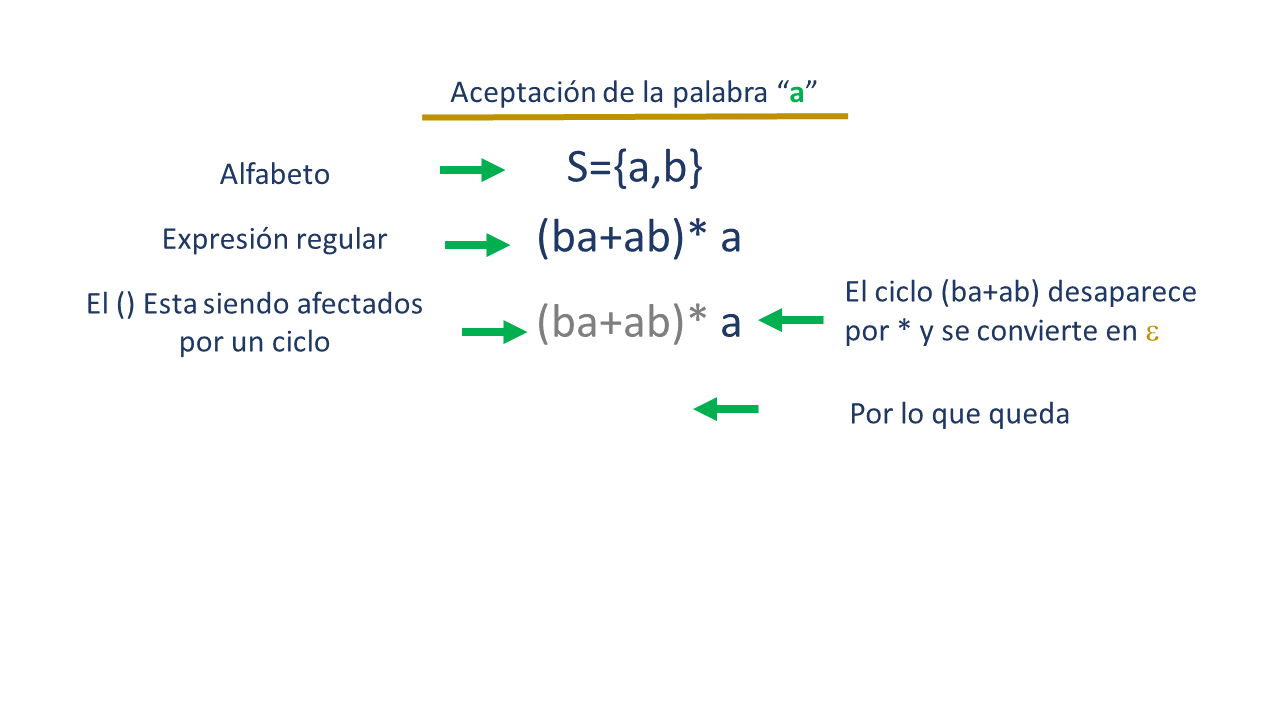 Aceptación de la palabra “a”
Alfabeto
S={a,b}
Expresión regular
(ba+ab)* a
El () Esta siendo afectados
por un ciclo
(ba+ab)* a
El ciclo (ba+ab) desaparece
por * y se convierte en ε
Por lo que queda